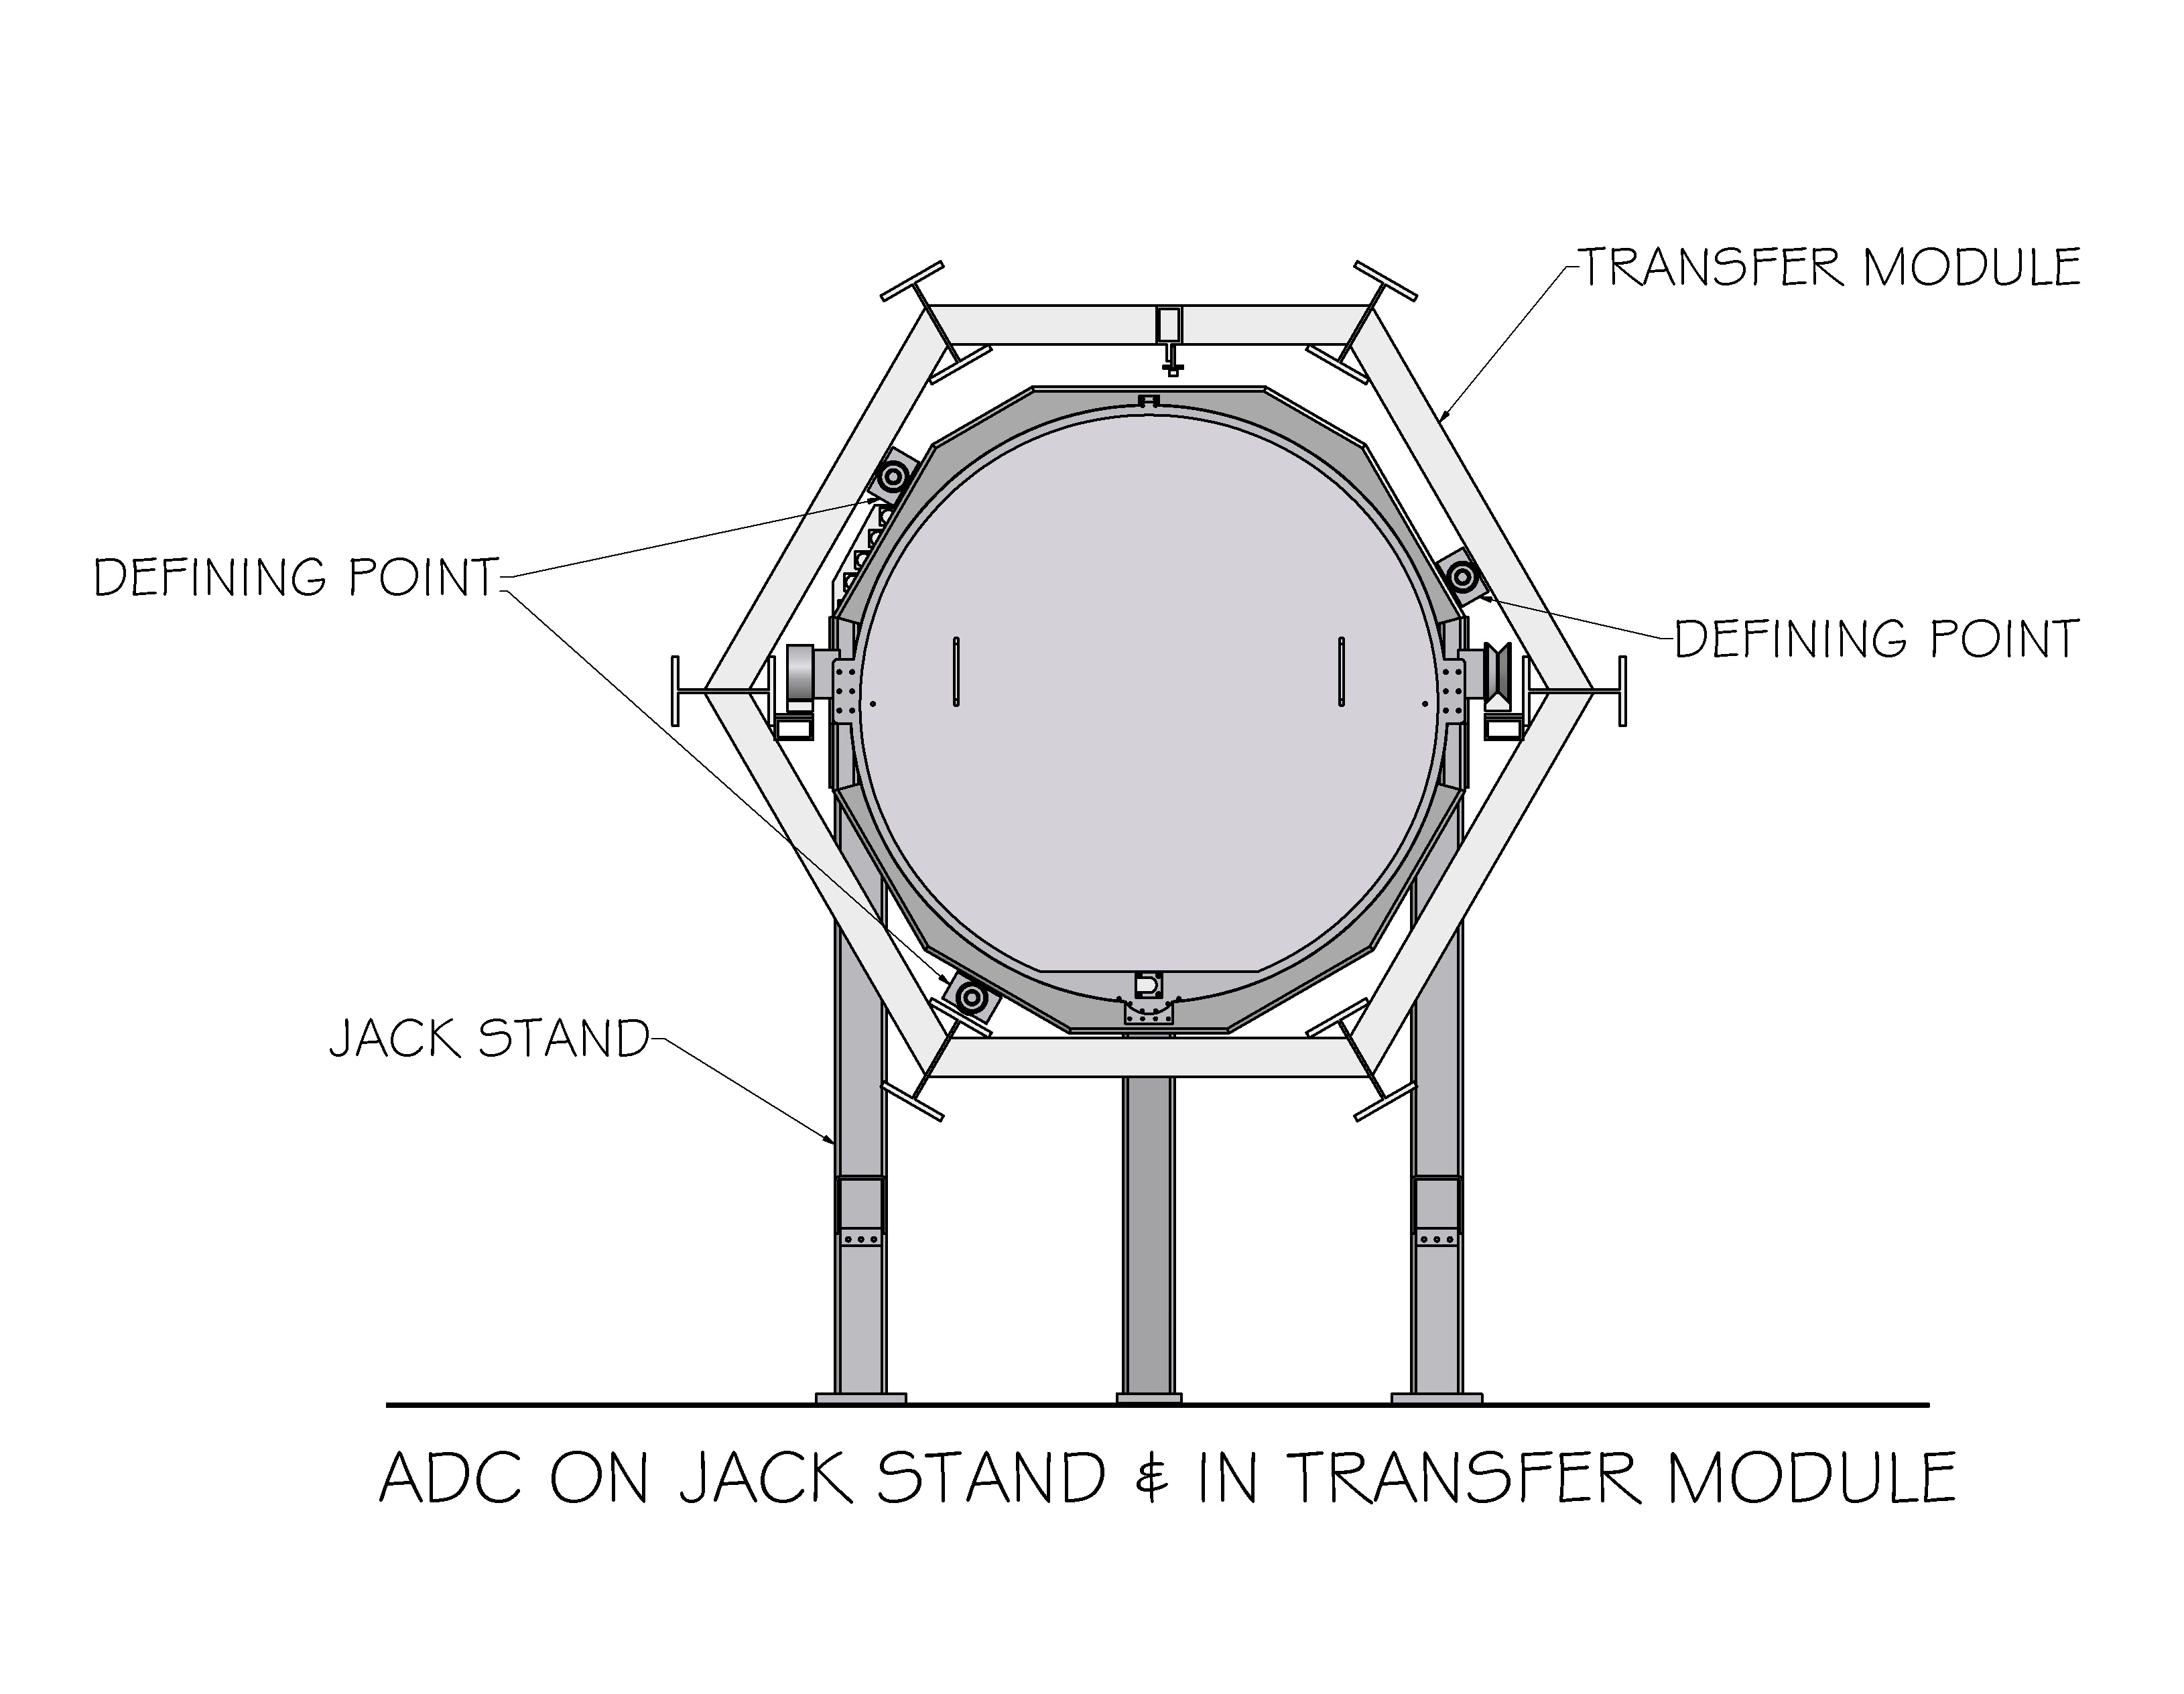 TRANSFER MODULE
DEFINING POINT
DEFINING POINT
JACK STAND
ADC ON JACK STAND & IN TRANSFER MODULE